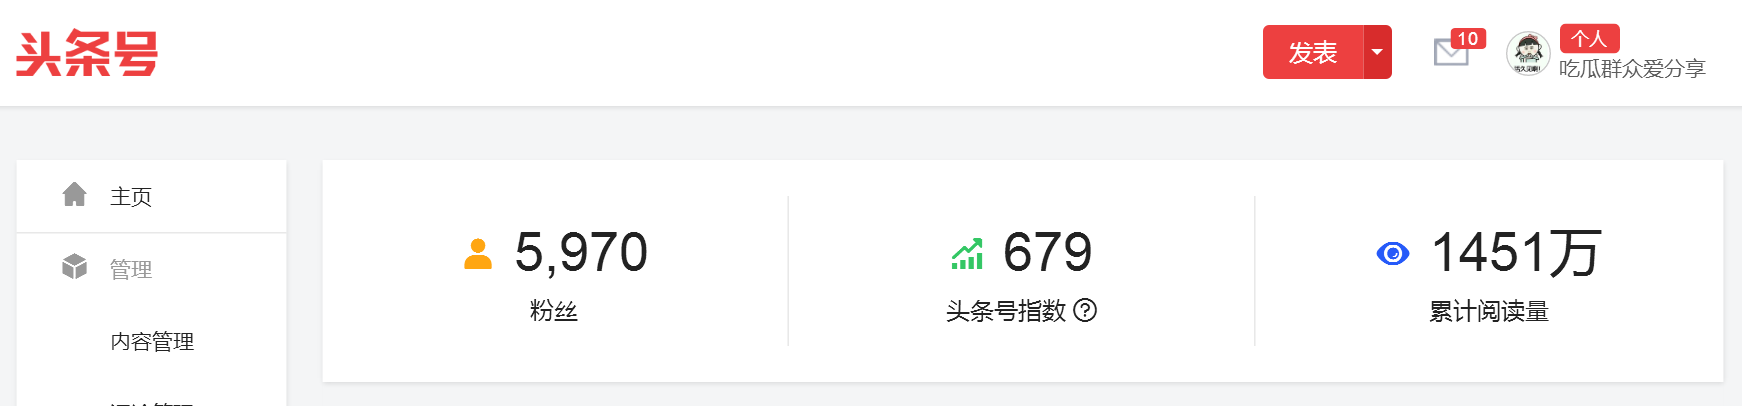 头条号
发表
10
个人
吃瓜群众爱分享
主页
管理
内容管理
5,970
粉丝
679
头条号指数 ?
1451万
累计阅读量